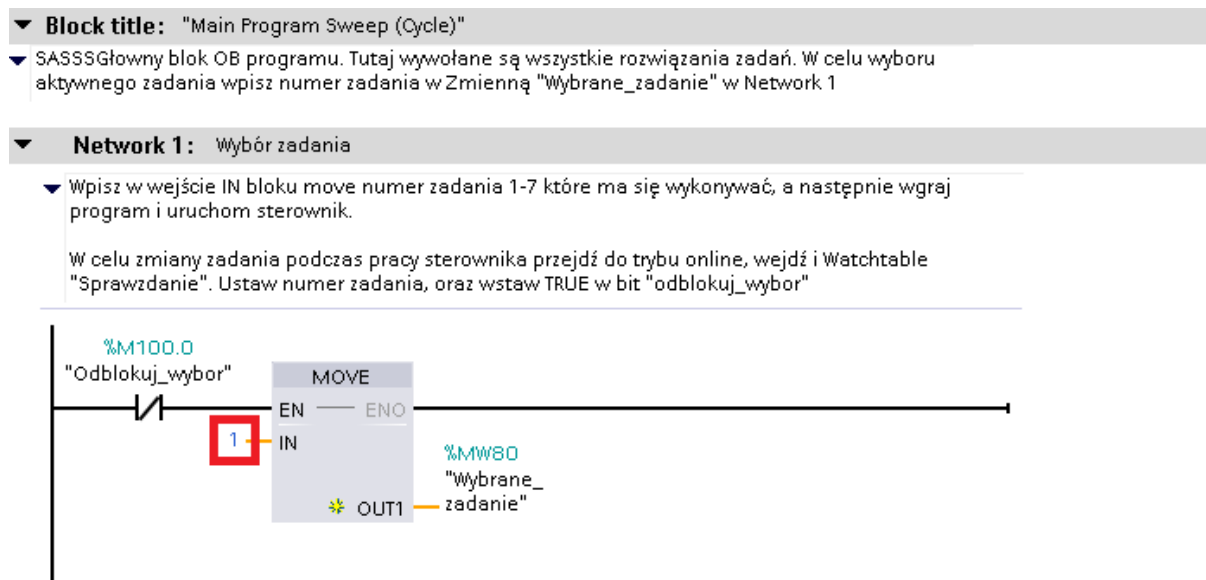 Block title: "Main Program Sweep (Cycle)"
SASSSGłowny blok OB programu. Tutaj wywołane są wszystkie rozwiązania zadań. W celu wyboru
aktywnego zadania wpisz numer zadania w Zmienną "Wybrane_zadanie" w Network 1
Network 1: Wybór zadania
Wpisz w wejście IN bloku move numer zadania 1-7 które ma się wykonywać, a następnie wgraj
program i uruchom sterownik.
W celu zmiany zadania podczas pracy sterownika przejdź do trybu online, wejdź i Watchtable
"Sprawzdanie". Ustaw numer zadania, oraz wstaw TRUE w bit "odblokuj_wybor"
%M100.0
"Odblokuj_wybor"
MOVE
EN ENO
1 IN
%MW80
"Wybrane_
OUT1 zadanie"